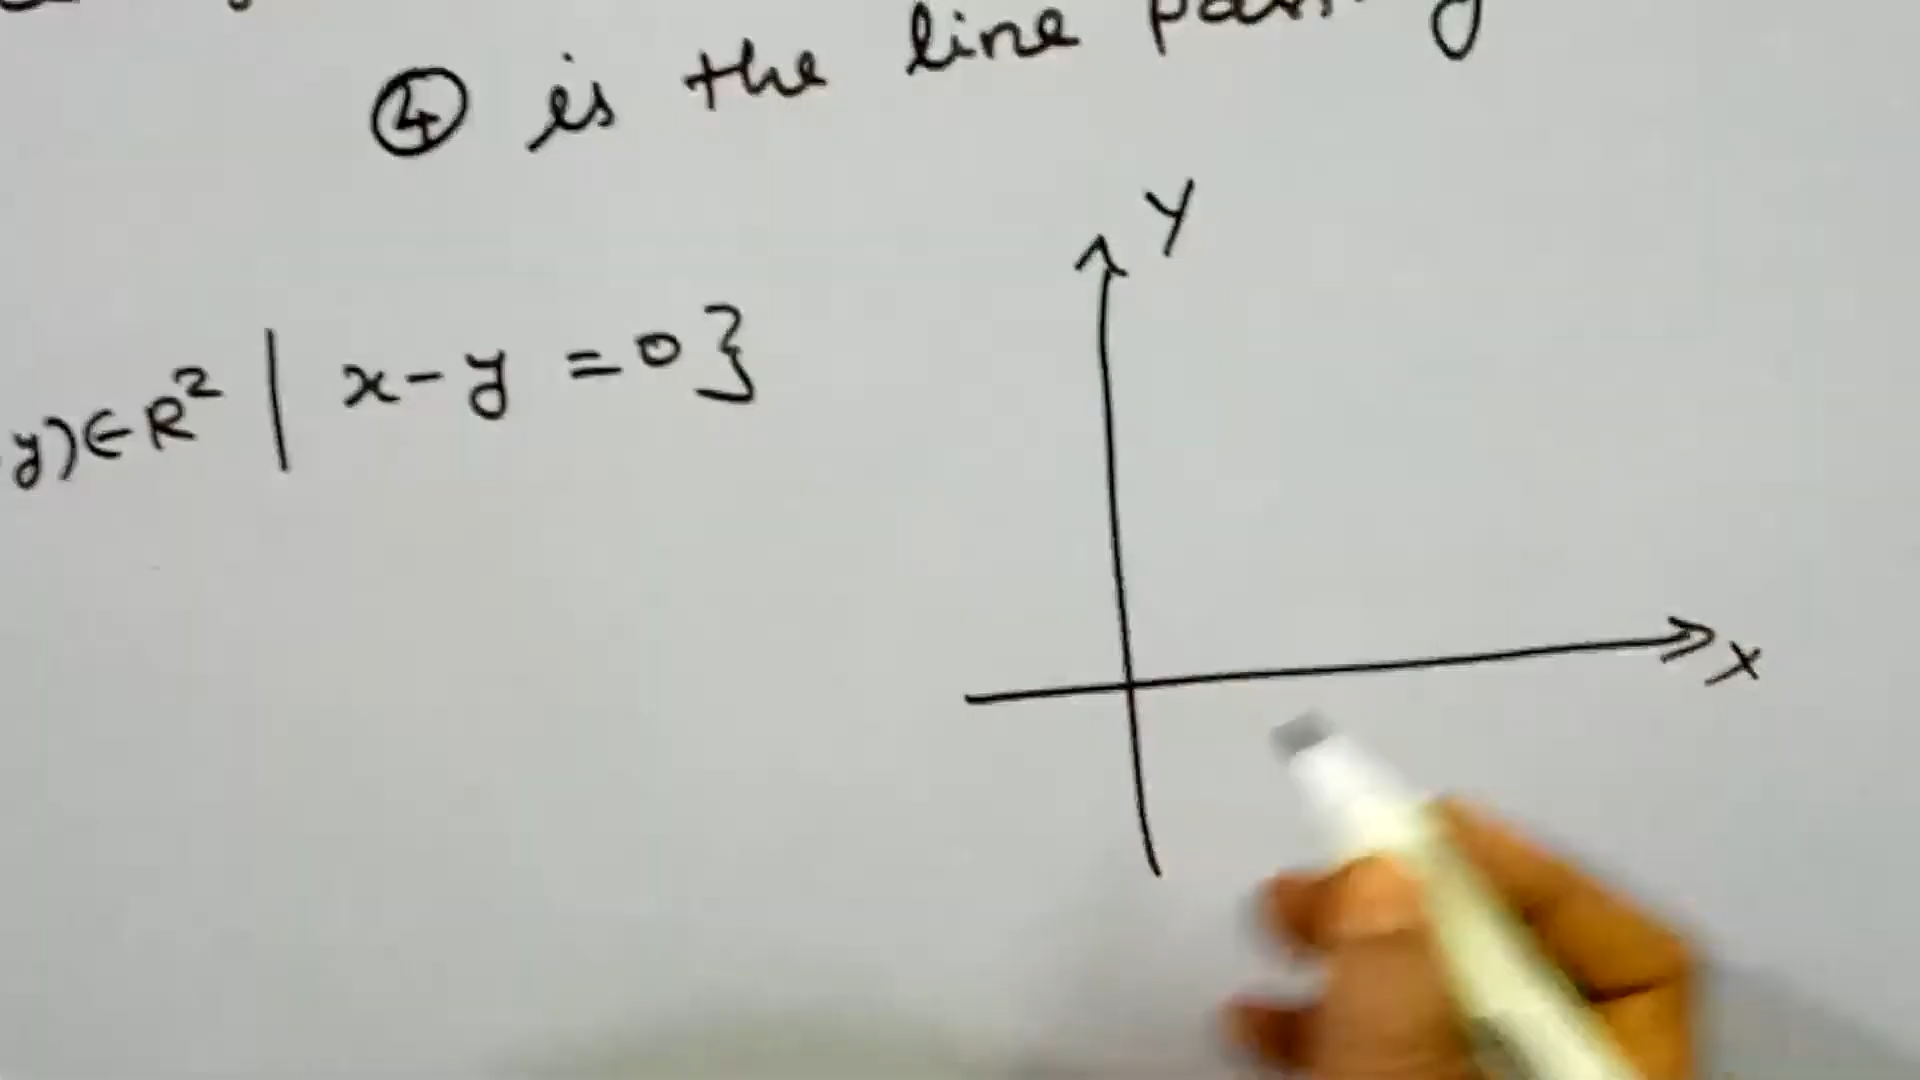 ④ is the line
y) ∈ R² | x - y = 0}
Y
X